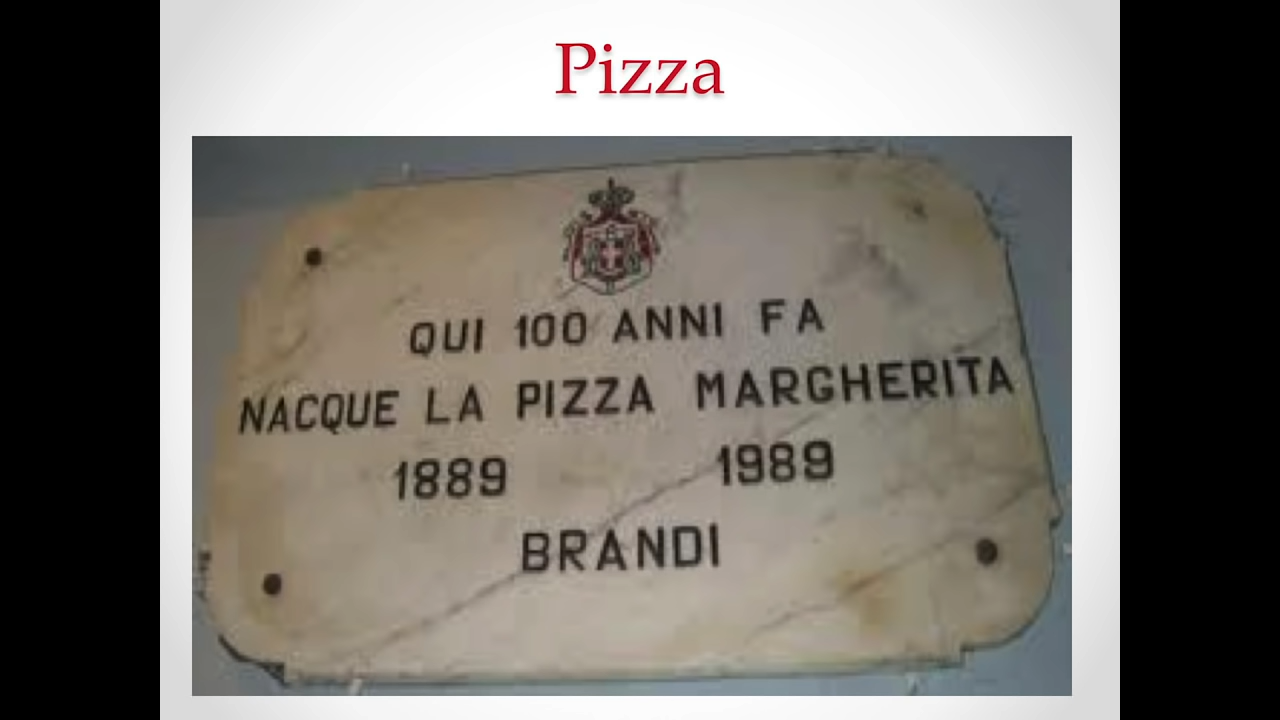 Pizza
QUI 100 ANNI FA
NACQUE LA PIZZA MARGHERITA
1889 1989
BRANDI